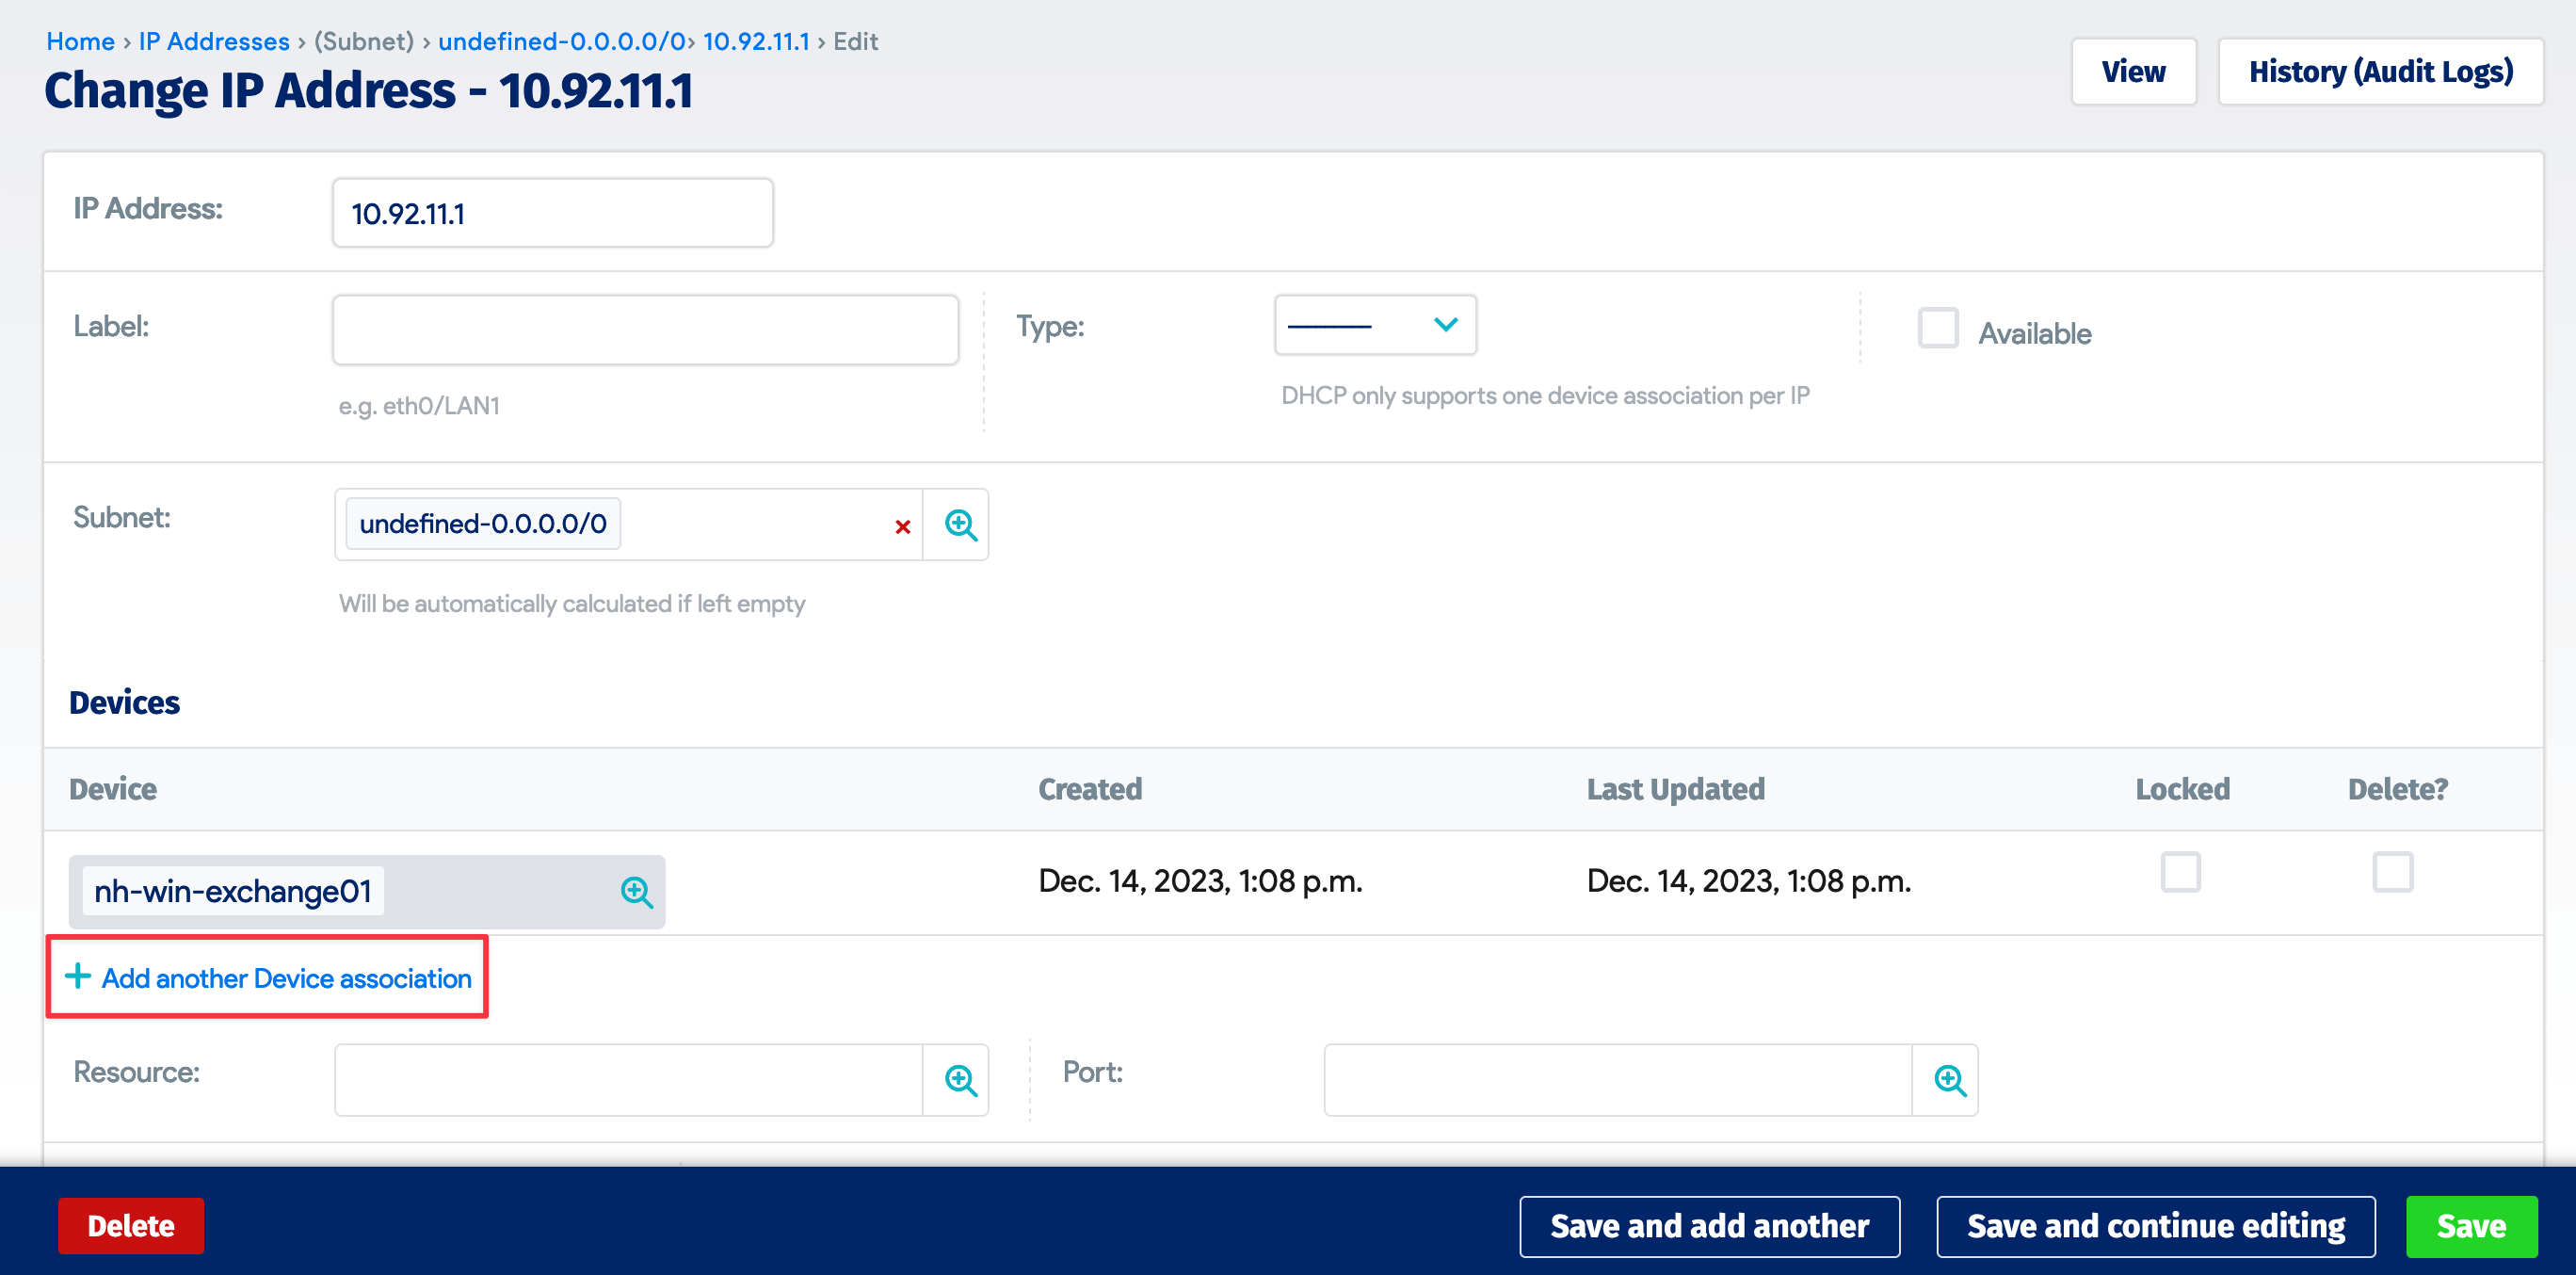 Home › IP Addresses › (Subnet) › undefined-0.0.0.0/0› 10.92.11.1 › Edit
Change IP Address - 10.92.11.1
View
History (Audit Logs)
IP Address:
10.92.11.1
Label:
e.g. eth0/LAN1
Type:
---------
DHCP only supports one device association per IP
Available
Subnet:
undefined-0.0.0.0/0
Will be automatically calculated if left empty
Devices
Device Created Last Updated Locked Delete?
nh-win-exchange01 Dec. 14, 2023, 1:08 p.m. Dec. 14, 2023, 1:08 p.m.
Add another Device association
Resource:
Port:
Delete
Save and add another
Save and continue editing
Save